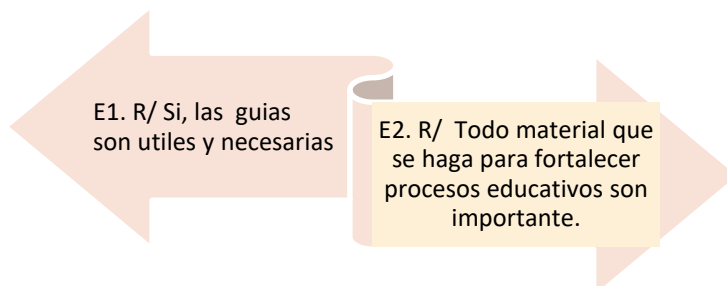 E1. R/ Si, las guias
son utiles y necesarias
E2. R/ Todo material que
se haga para fortalecer
procesos educativos son
importante.